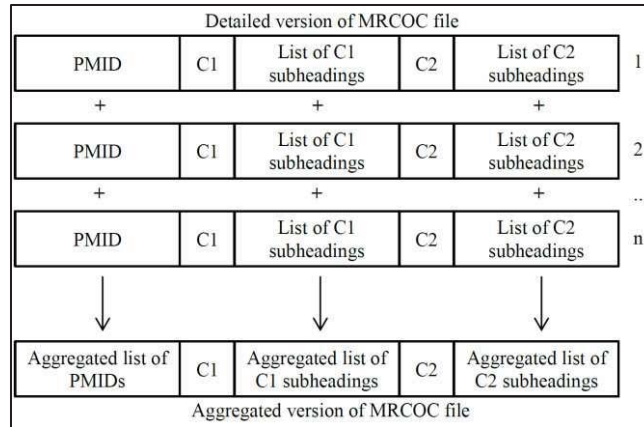 Detailed version of MRCOC file
PMID C1 List of C1 subheadings C2 List of C2 subheadings 1
+ + +
PMID C1 List of C1 subheadings C2 List of C2 subheadings 2
+ + + ..
PMID C1 List of C1 subheadings C2 List of C2 subheadings n
Aggregated list of PMIDs C1 Aggregated list of C1 subheadings C2 Aggregated list of C2 subheadings
Aggregated version of MRCOC file